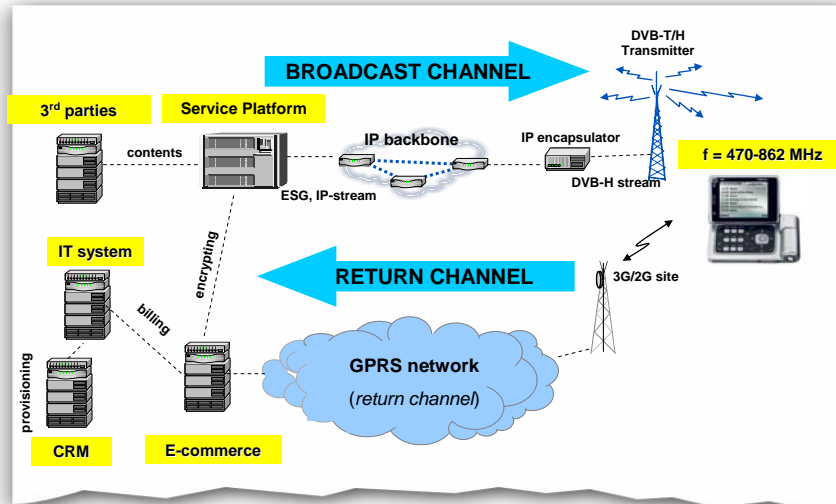 DVB-T/H
Transmitter
BROADCAST CHANNEL
3rd parties
Service Platform
IP backbone
IP encapsulator
f = 470-862 MHz
contents
ESG, IP-stream
DVB-H stream
IT system
encrypting
RETURN CHANNEL
3G/2G site
billing
GPRS network
(return channel)
provisioning
CRM
E-commerce